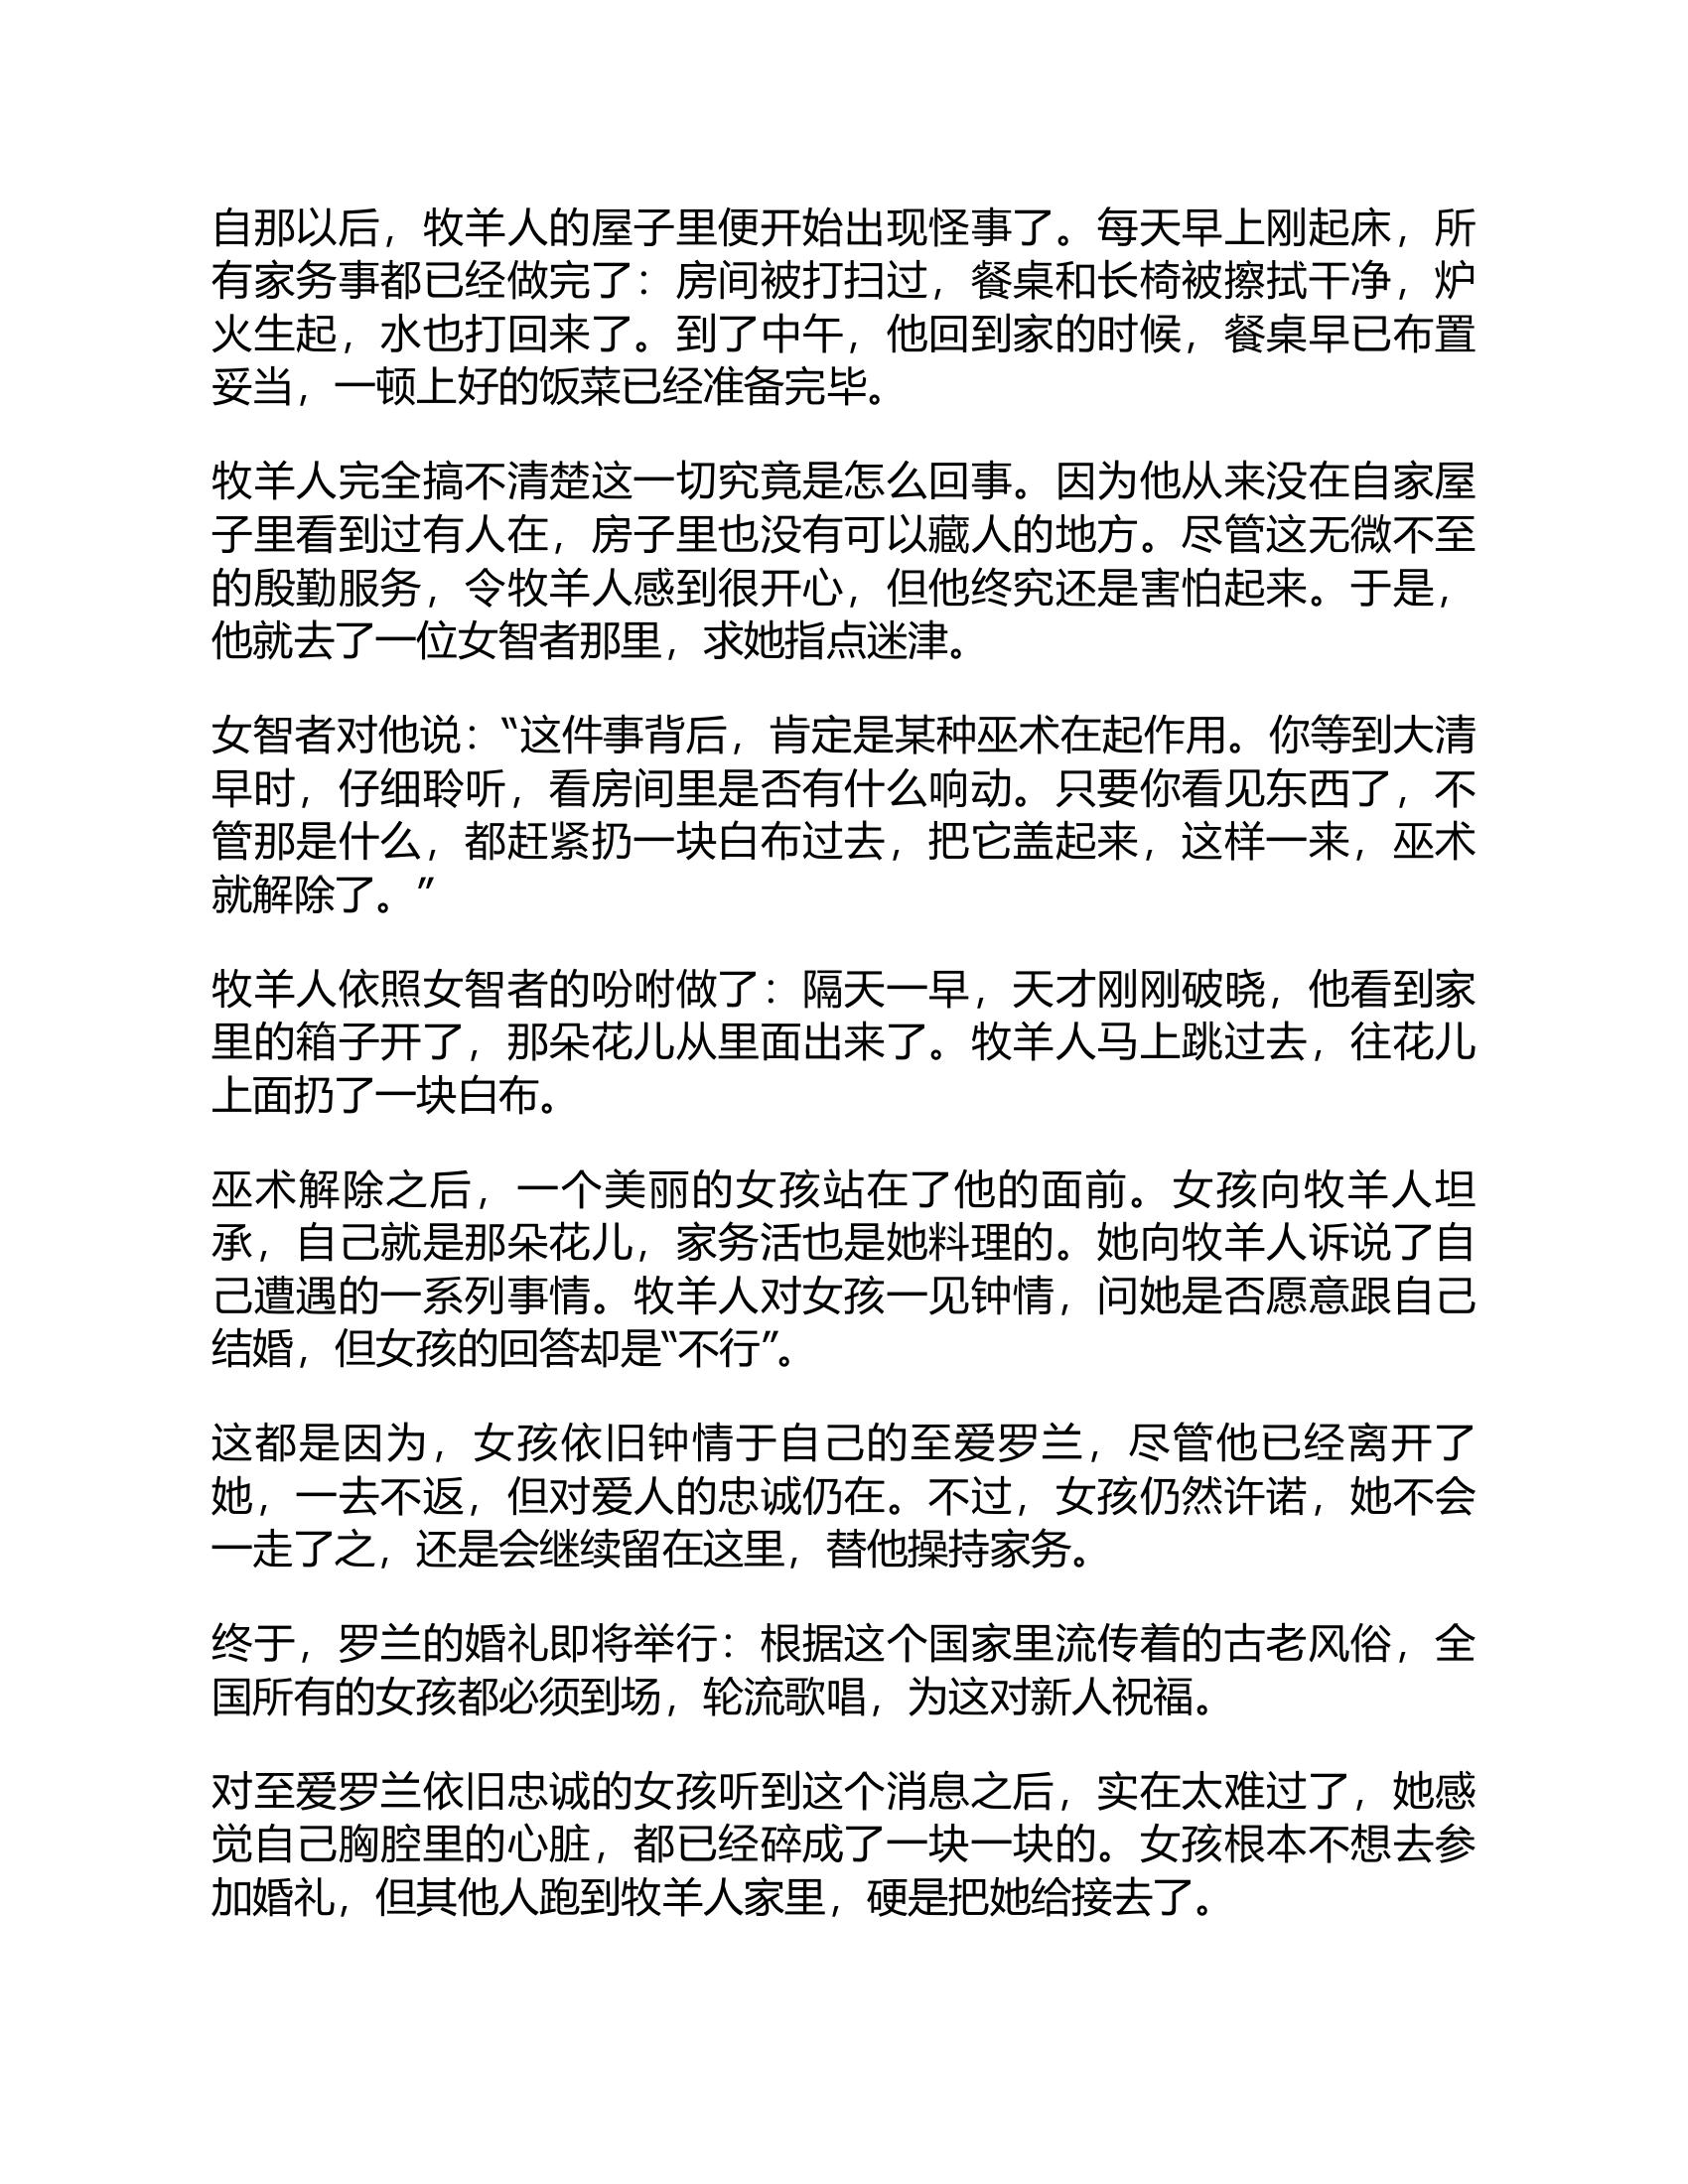 自那以后，牧羊人的屋子里便开始出现怪事了。每天早上刚起床，所
有家务事都已经做完了：房间被打扫过，餐桌和长椅被擦拭干净，炉
火生起，水也打回来了。到了中午，他回到家的时候，餐桌早已布置
妥当，一顿上好的饭菜已经准备完毕。
牧羊人完全搞不清楚这一切究竟是怎么回事。因为他从来没在自家屋
子里看到过有人在，房子里也没有可以藏人的地方。尽管这无微不至
的殷勤服务，令牧羊人感到很开心，但他终究还是害怕起来。于是，
他就去了一位女智者那里，求她指点迷津。
女智者对他说：“这件事背后，肯定是某种巫术在起作用。你等到大清
早时，仔细聆听，看房间里是否有什么响动。只要你看见东西了，不
管那是什么，都赶紧扔一块白布过去，把它盖起来，这样一来，巫术
就解除了。”
牧羊人依照女智者的吩咐做了：隔天一早，天才刚刚破晓，他看到家
里的箱子开了，那朵花儿从里面出来了。牧羊人马上跳过去，往花儿
上面扔了一块白布。
巫术解除之后，一个美丽的女孩站在了他的面前。女孩向牧羊人坦
承，自己就是那朵花儿，家务活也是她料理的。她向牧羊人诉说了自
己遭遇的一系列事情。牧羊人对女孩一见钟情，问她是否愿意跟自己
结婚，但女孩的回答却是“不行”。
这都是因为，女孩依旧钟情于自己的至爱罗兰，尽管他已经离开了
她，一去不返，但对爱人的忠诚仍在。不过，女孩仍然许诺，她不会
一走了之，还是会继续留在这里，替他操持家务。
终于，罗兰的婚礼即将举行：根据这个国家里流传着的古老风俗，全
国所有的女孩都必须到场，轮流歌唱，为这对新人祝福。
对至爱罗兰依旧忠诚的女孩听到这个消息之后，实在太难过了，她感
觉自己胸腔里的心脏，都已经碎成了一块一块的。女孩根本不想去参
加婚礼，但其他人跑到牧羊人家里，硬是把她给接去了。